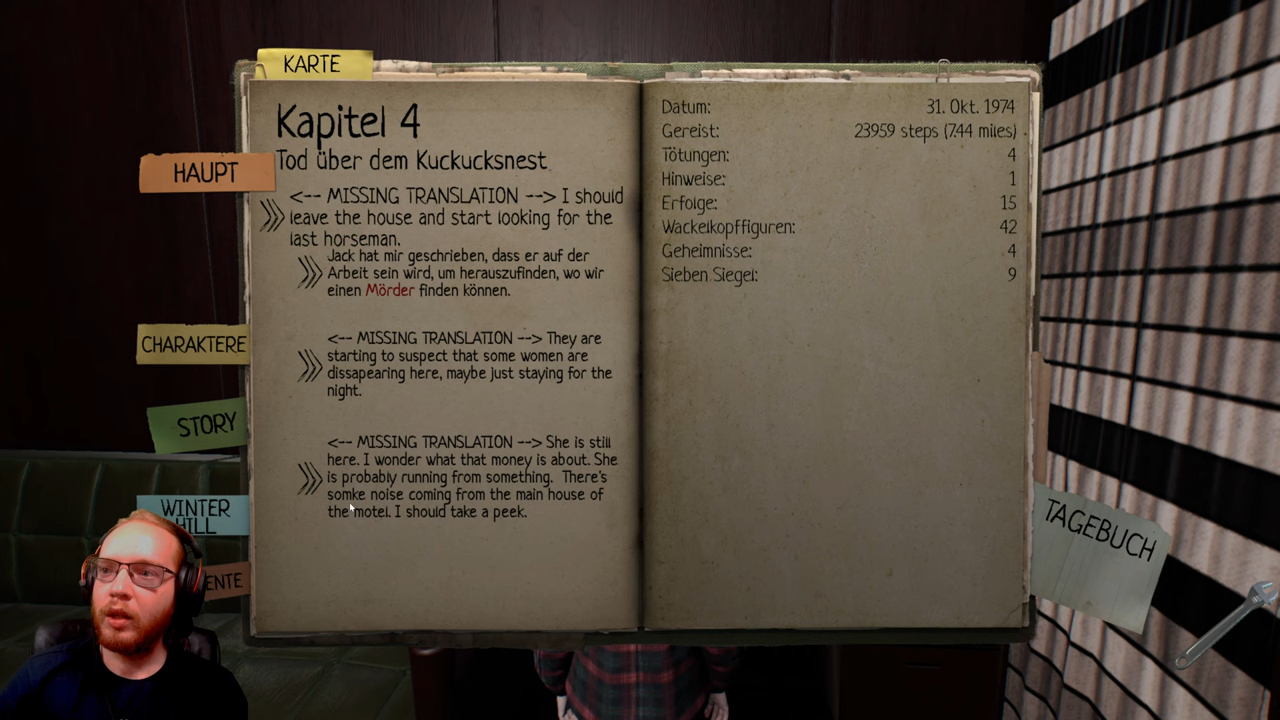 KARTE
Kapitel 4
Tod über dem Kuckucksnest
HAUPT
<-- MISSING TRANSLATION --> I should
leave the house and start looking for the
last horseman.
Jack hat mir geschrieben, dass er auf der
Arbeit sein wird, um herauszufinden, wo wir
einen Mörder finden können.
<-- MISSING TRANSLATION --> They are
starting to suspect that some women are
dissapearing here, maybe just staying for the
night.
<-- MISSING TRANSLATION --> She is still
here. I wonder what that money is about. She
is probably running from something. There's
somke noise coming from the main house of
the motel. I should take a peek.
CHARAKTERE
STORY
WINTER
HILL
ENTE
Datum: 31. Okt. 1974
Gereist: 23959 steps (7.44 miles)
Tötungen: 4
Hinweise: 1
Erfolge: 15
Wackelkopffiguren: 42
Geheimnisse: 4
Sieben Siegel: 9
TAGEBUCH